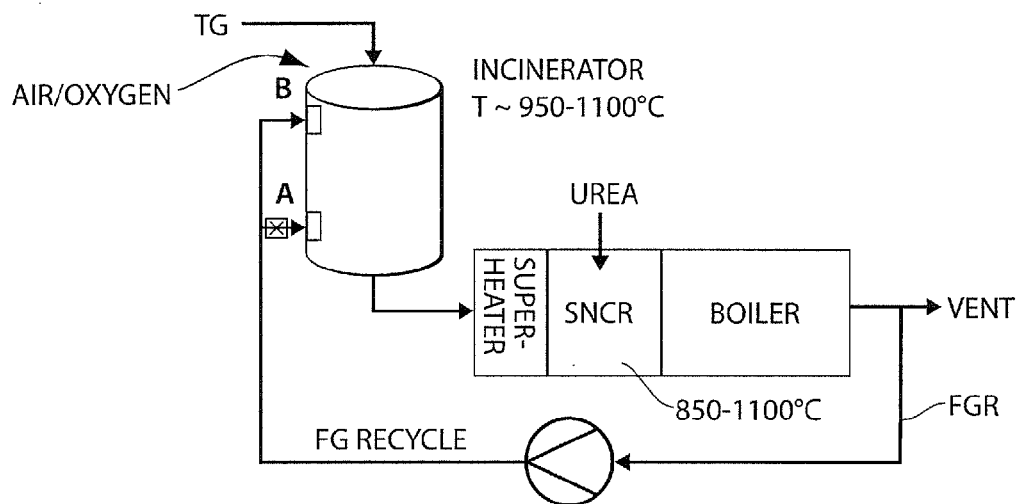 TG
AIR/OXYGEN
B
INCINERATOR
T ~ 950-1100°C
A
UREA
SUPER-
HEATER
SNCR
BOILER
VENT
850-1100°C
FGR
FG RECYCLE